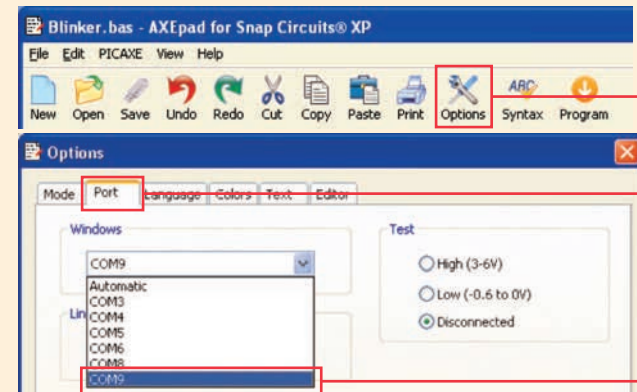 Blinker.bas - AXEpad for Snap Circuits® XP
File Edit PICAXE View Help
ABC
New Open Save Undo Redo Cut Copy Paste Print Options Syntax Program
Options
Mode Port Language Colors Text Editor
Windows
COM9
Automatic
COM3
COM4
COM5
COM6
COM8
COM9
Lin
Test
High (3-6V)
Low (-0.6 to 0V)
Disconnected